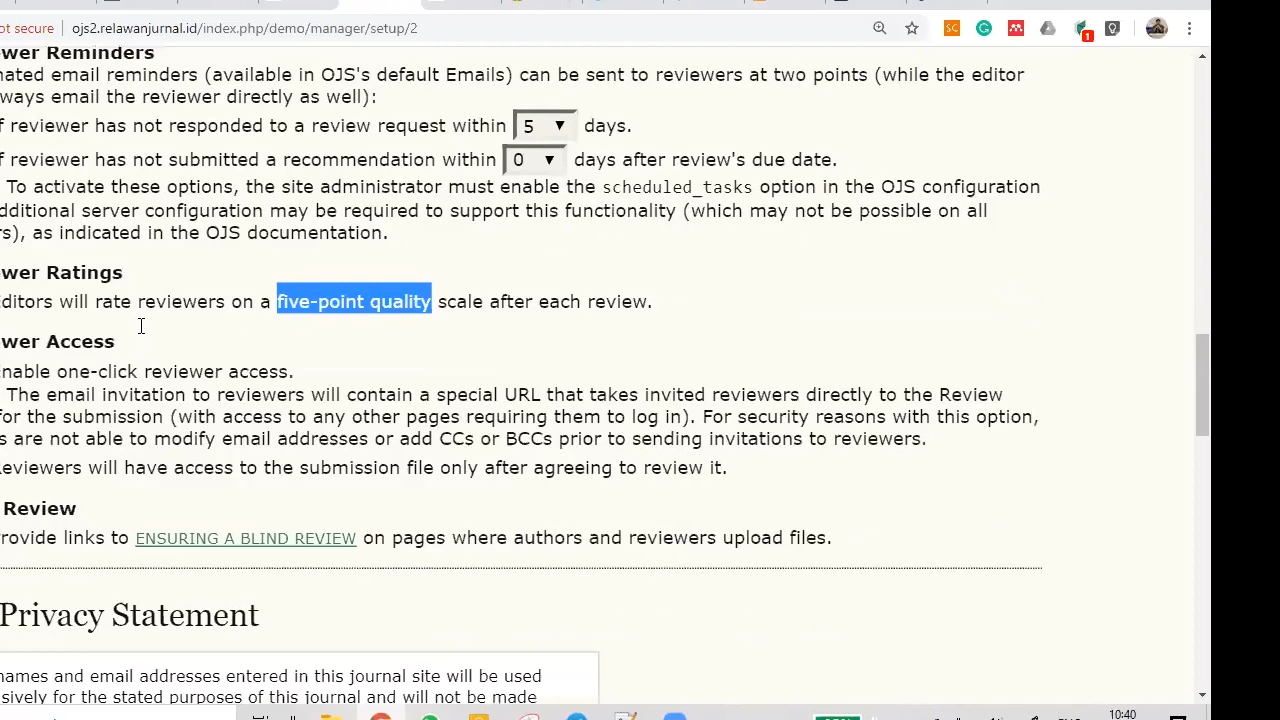 ot secure
ojs2.relawanjournal.id/index.php/demo/manager/setup/2
wer Reminders
nated email reminders (available in OJS's default Emails) can be sent to reviewers at two points (while the editor
ways email the reviewer directly as well):
f reviewer has not responded to a review request within 5 days.
f reviewer has not submitted a recommendation within 0 days after review's due date.
To activate these options, the site administrator must enable the scheduled_tasks option in the OJS configuration
dditional server configuration may be required to support this functionality (which may not be possible on all
rs), as indicated in the OJS documentation.
wer Ratings
ditors will rate reviewers on a five-point quality scale after each review.
wer Access
nable one-click reviewer access.
The email invitation to reviewers will contain a special URL that takes invited reviewers directly to the Review
for the submission (with access to any other pages requiring them to log in). For security reasons with this option,
s are not able to modify email addresses or add CCs or BCCs prior to sending invitations to reviewers.
Reviewers will have access to the submission file only after agreeing to review it.
Review
rovide links to ENSURING A BLIND REVIEW on pages where authors and reviewers upload files.
Privacy Statement
names and email addresses entered in this journal site will be used
sively for the stated purposes of this journal and will not be made
10:40